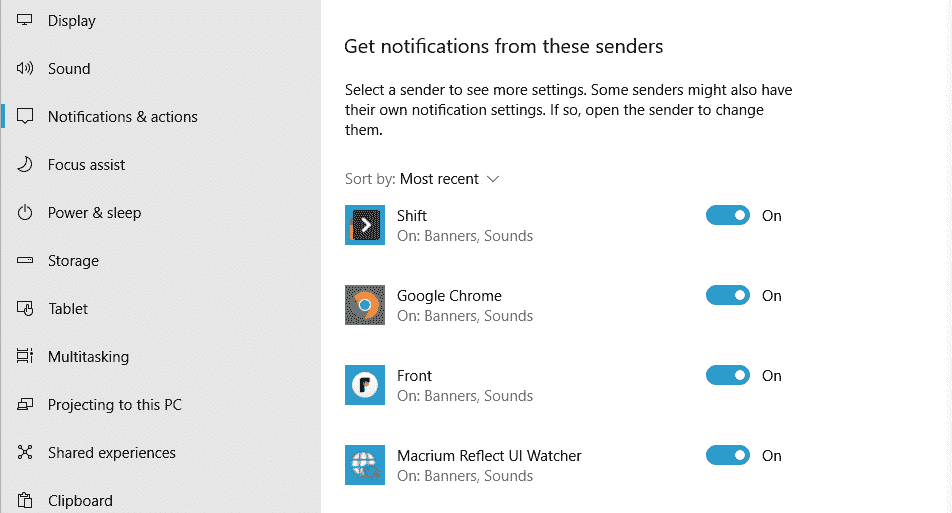 Display
Sound
Notifications & actions
Focus assist
Power & sleep
Storage
Tablet
Multitasking
Projecting to this PC
Shared experiences
Clipboard
Get notifications from these senders
Select a sender to see more settings. Some senders might also have
their own notification settings. If so, open the sender to change
them.
Sort by: Most recent
Shift
On: Banners, Sounds
On
Google Chrome
On: Banners, Sounds
On
Front
On: Banners, Sounds
On
Macrium Reflect UI Watcher
On: Banners, Sounds
On